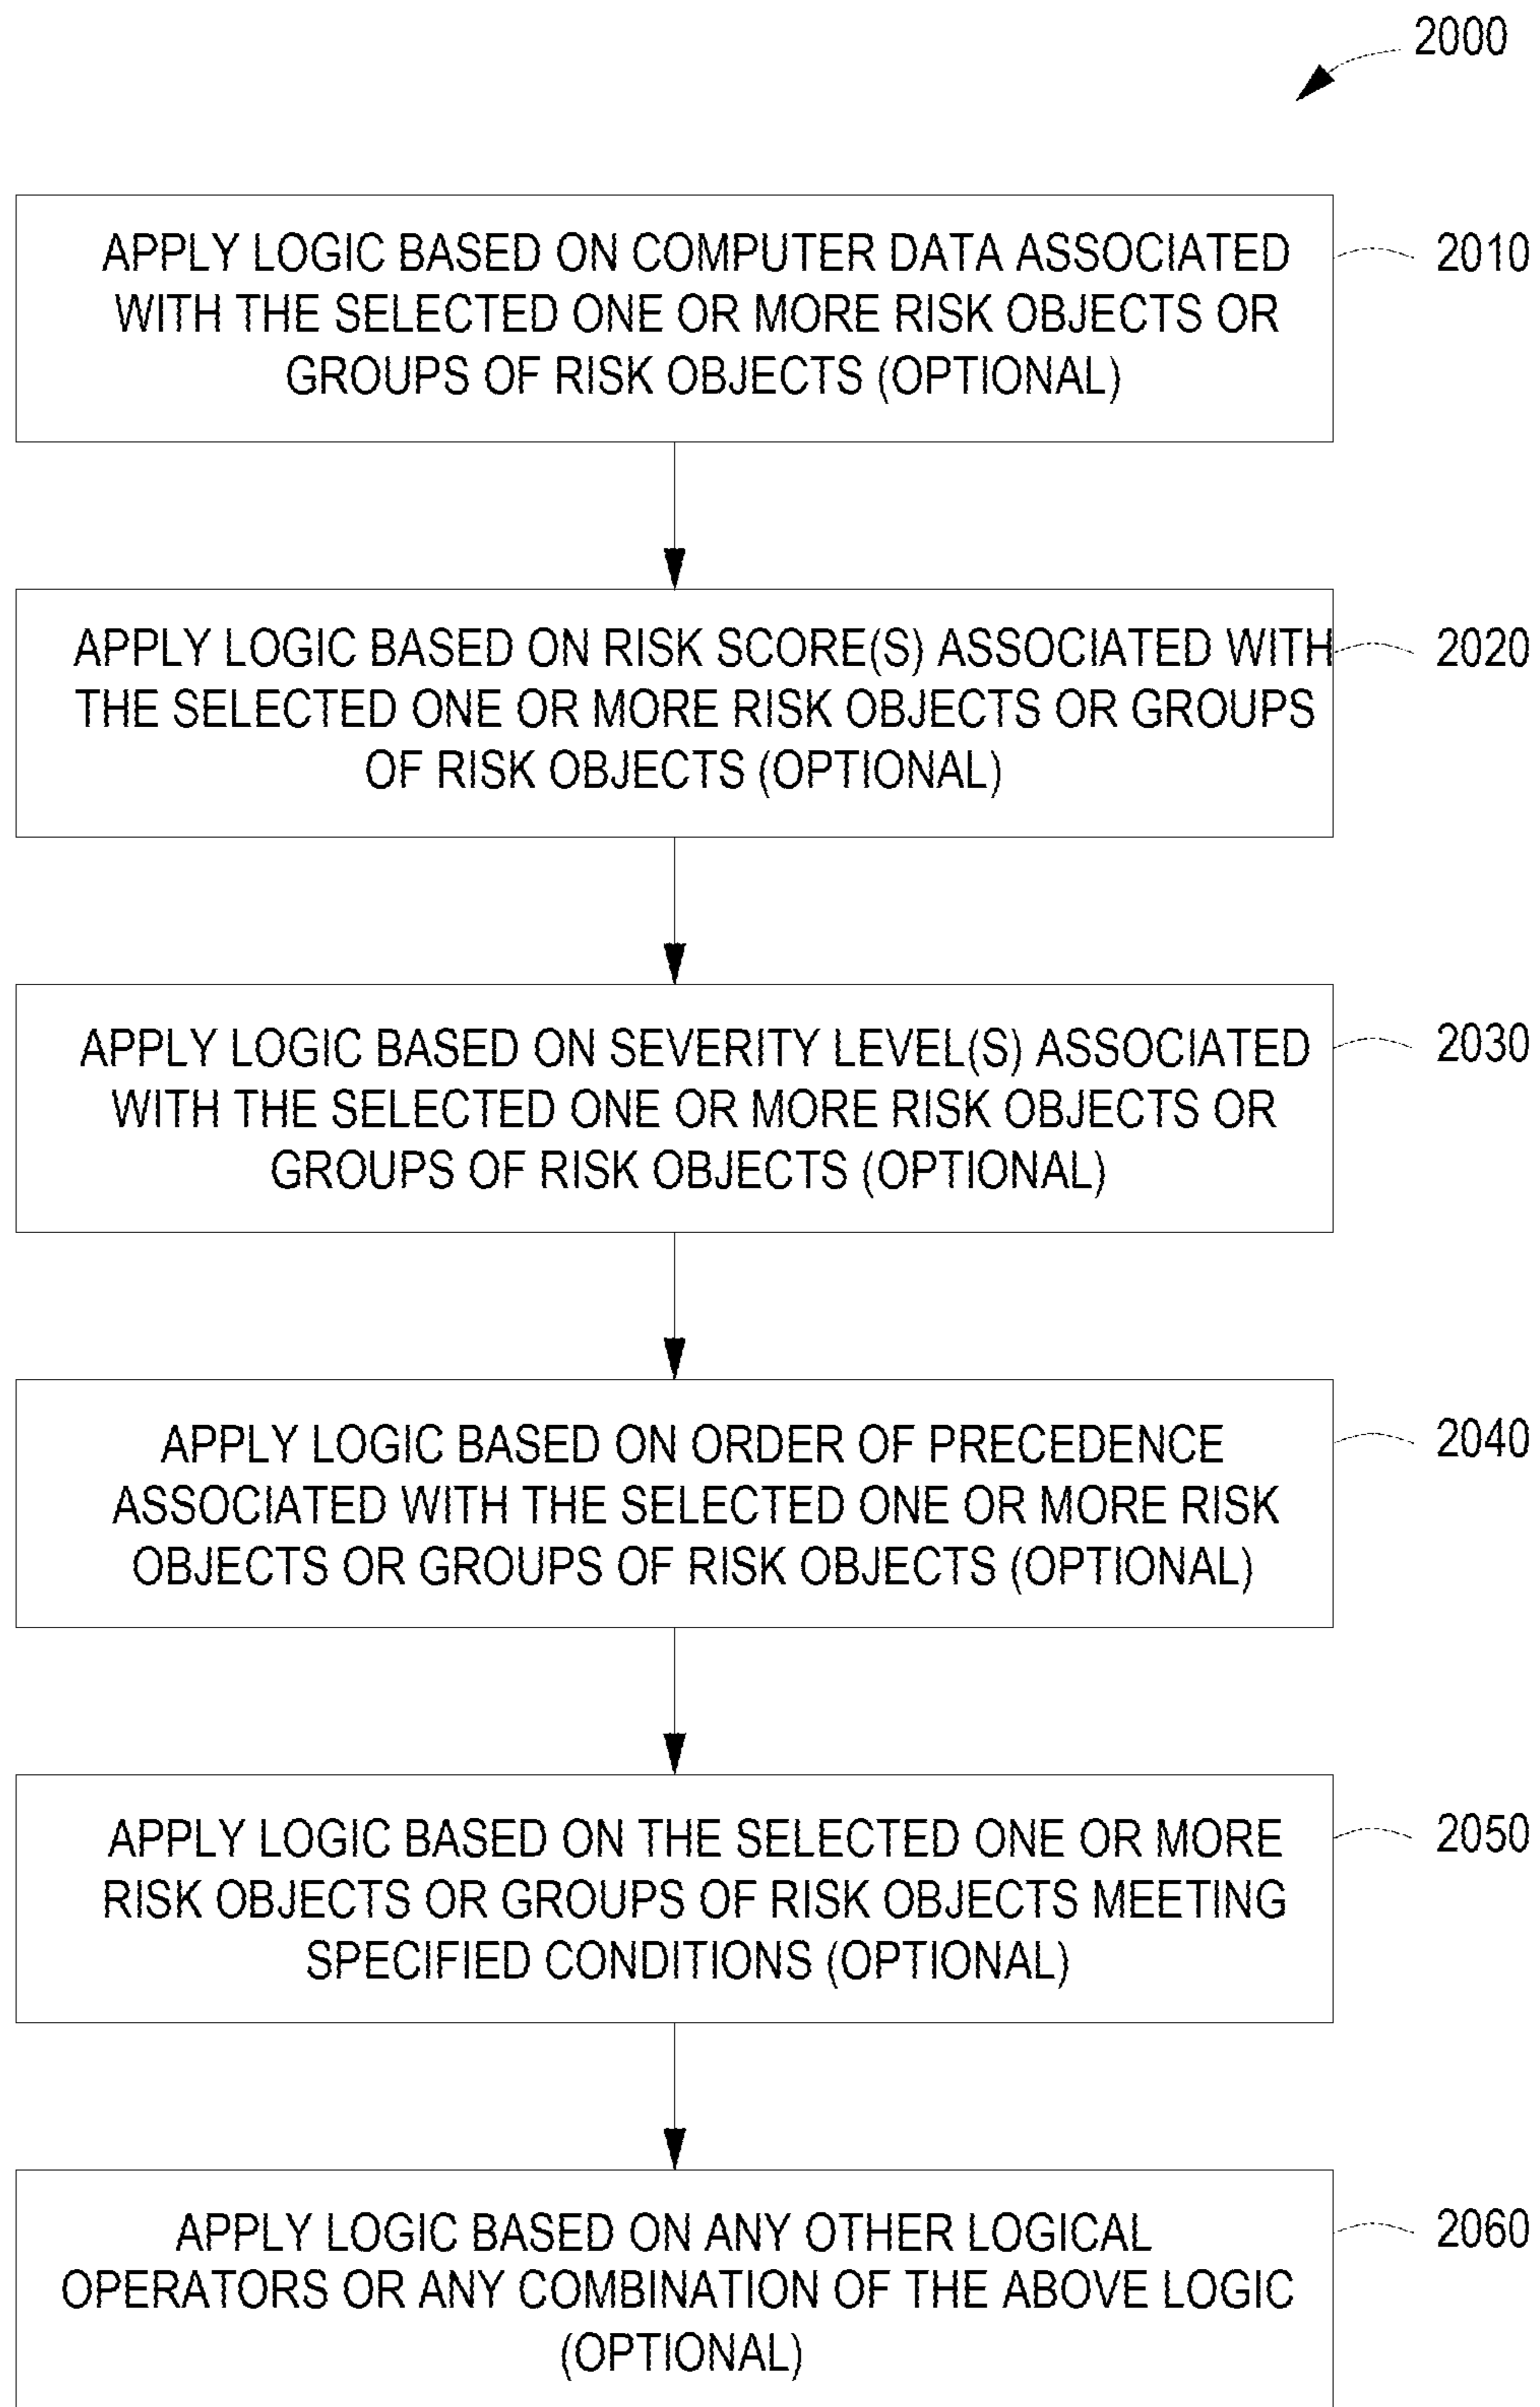 2000
APPLY LOGIC BASED ON COMPUTER DATA ASSOCIATED
WITH THE SELECTED ONE OR MORE RISK OBJECTS OR
GROUPS OF RISK OBJECTS (OPTIONAL)
2010
APPLY LOGIC BASED ON RISK SCORE(S) ASSOCIATED WITH
THE SELECTED ONE OR MORE RISK OBJECTS OR GROUPS
OF RISK OBJECTS (OPTIONAL)
2020
APPLY LOGIC BASED ON SEVERITY LEVEL(S) ASSOCIATED
WITH THE SELECTED ONE OR MORE RISK OBJECTS OR
GROUPS OF RISK OBJECTS (OPTIONAL)
2030
APPLY LOGIC BASED ON ORDER OF PRECEDENCE
ASSOCIATED WITH THE SELECTED ONE OR MORE RISK
OBJECTS OR GROUPS OF RISK OBJECTS (OPTIONAL)
2040
APPLY LOGIC BASED ON THE SELECTED ONE OR MORE
RISK OBJECTS OR GROUPS OF RISK OBJECTS MEETING
SPECIFIED CONDITIONS (OPTIONAL)
2050
APPLY LOGIC BASED ON ANY OTHER LOGICAL
OPERATORS OR ANY COMBINATION OF THE ABOVE LOGIC
(OPTIONAL)
2060